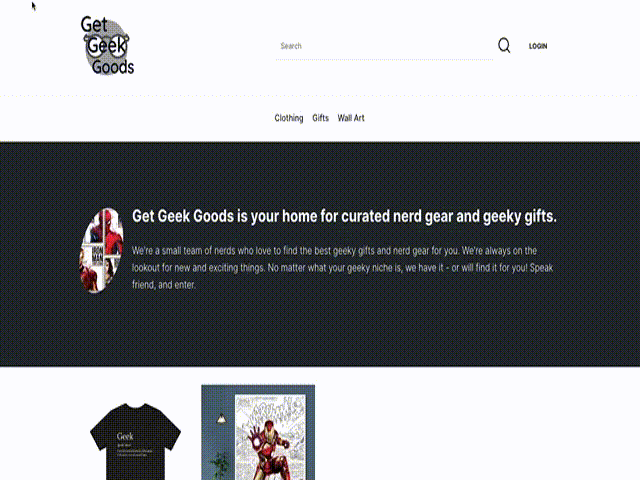 Get
Geek
Goods
Search
LOGIN
Clothing Gifts Wall Art
Get Geek Goods is your home for curated nerd gear and geeky gifts.
We're a small team of nerds who love to find the best geeky gifts and nerd gear for you. We're always on the
lookout for new and exciting things. No matter what your geeky niche is, we have it - or will find it for you! Speak
friend, and enter.
IRON
MAN
Geek